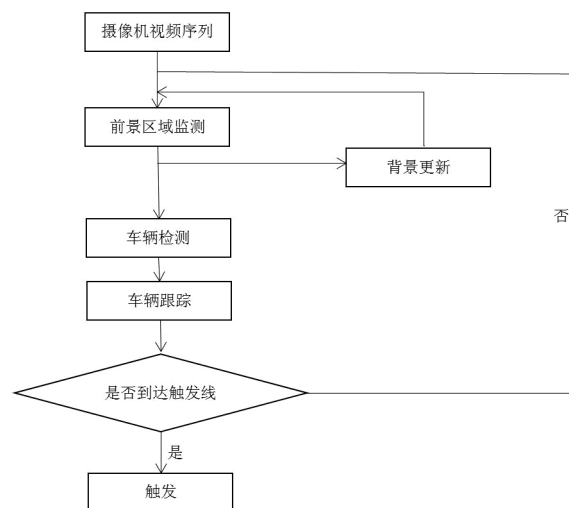 摄像机视频序列
前景区域监测
背景更新
否
车辆检测
车辆跟踪
是否到达触发线
是
触发